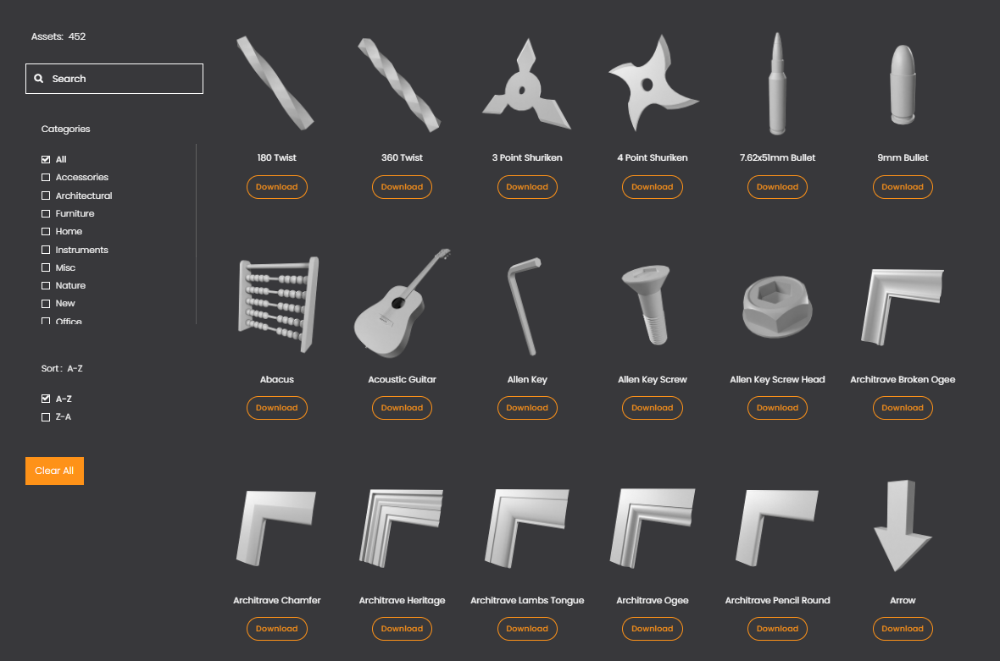 Assets: 452
Search
Categories
All
Accessories
Architectural
Furniture
Home
Instruments
Misc
Nature
New
Office
Sort : A-Z
A-Z
Z-A
Clear All
180 Twist
360 Twist
3 Point Shuriken
4 Point Shuriken
7.62x51mm Bullet
9mm Bullet
Download
Download
Download
Download
Download
Download
Abacus
Acoustic Guitar
Allen Key
Allen Key Screw
Allen Key Screw Head
Architrave Broken Ogee
Download
Download
Download
Download
Download
Download
Architrave Chamfer
Architrave Heritage
Architrave Lambs Tongue
Architrave Ogee
Architrave Pencil Round
Arrow
Download
Download
Download
Download
Download
Download